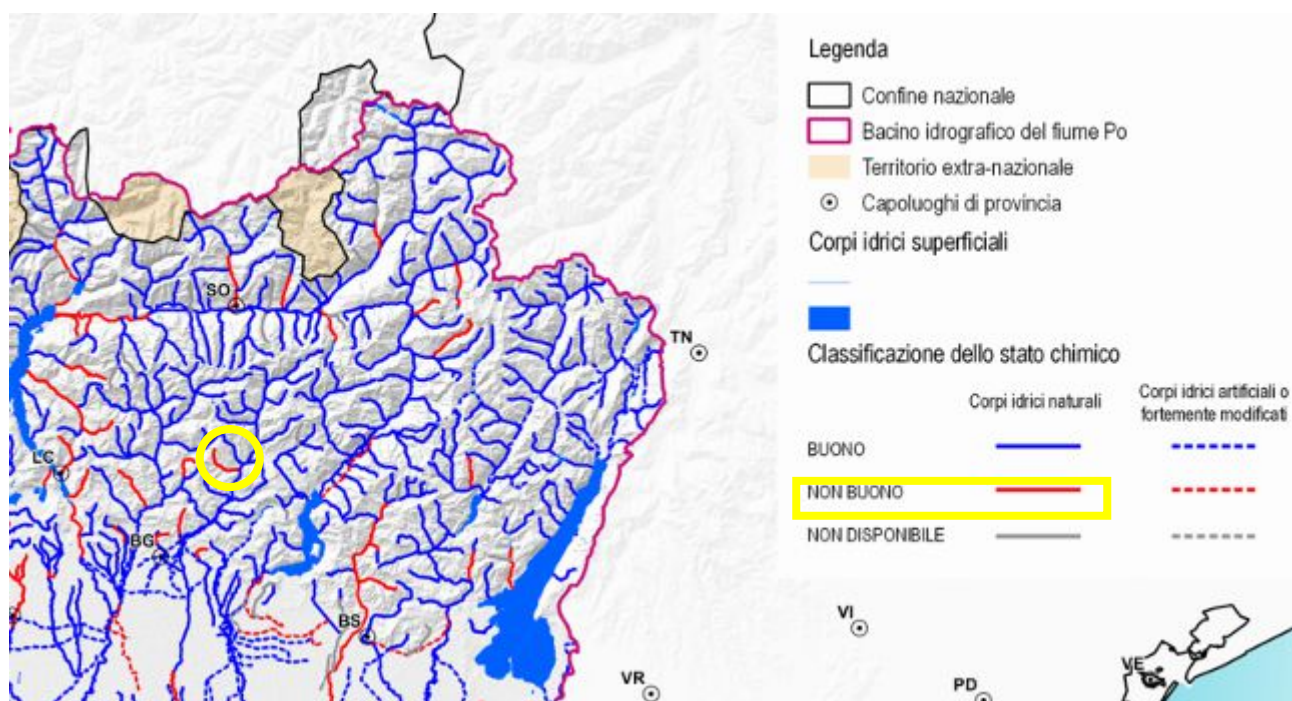 Legenda
Confine nazionale
Bacino idrografico del fiume Po
Territorio extra-nazionale
Capoluoghi di provincia
Corpi idrici superficiali
Classificazione dello stato chimico
Corpi idrici naturali
Corpi idrici artificiali o
fortemente modificati
BUONO
NON BUONO
NON DISPONIBILE
SO
TN
LC
BG
BS
VI
VR
PD
VE